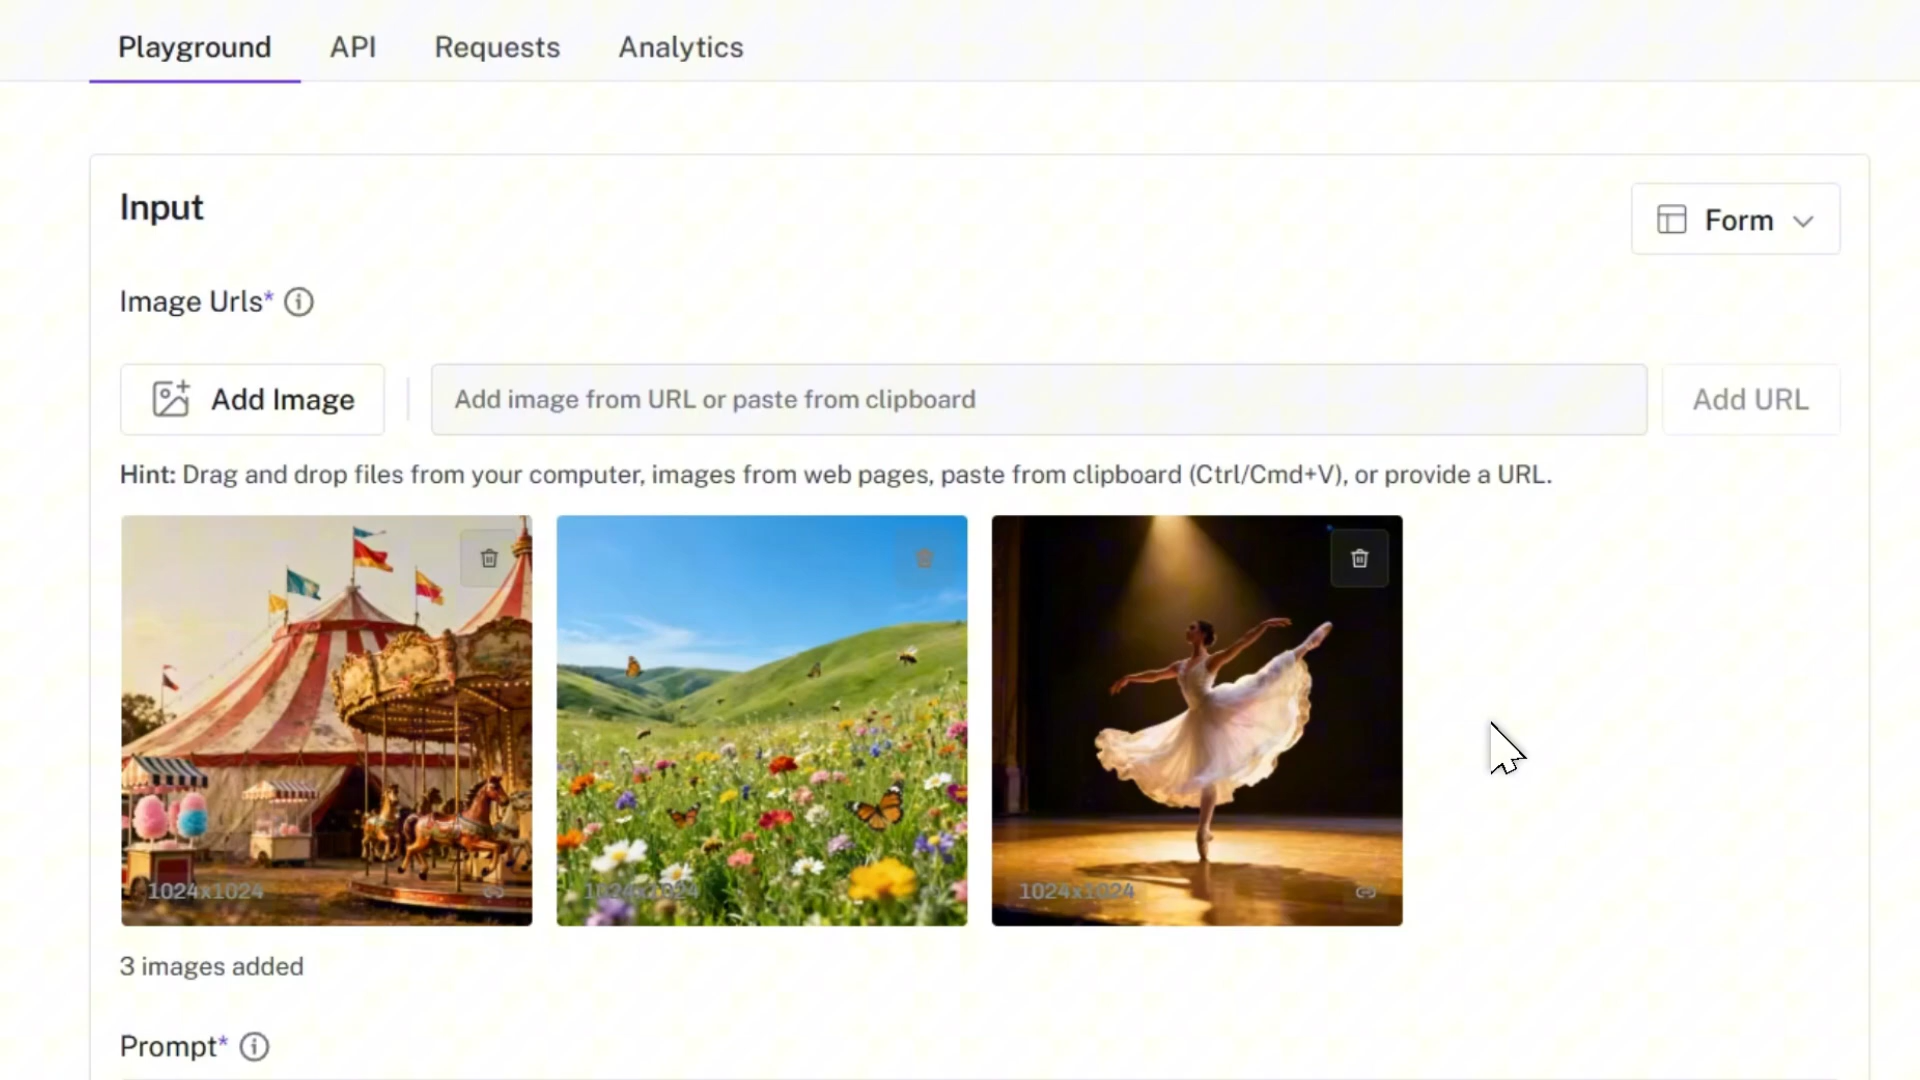 Playground API Requests Analytics
Input
Form
Image Urls*
Add Image
Add image from URL or paste from clipboard
Add URL
Hint: Drag and drop files from your computer, images from web pages, paste from clipboard (Ctrl/Cmd+V), or provide a URL.
1024x1024 1024x1024 1024x1024
3 images added
Prompt*